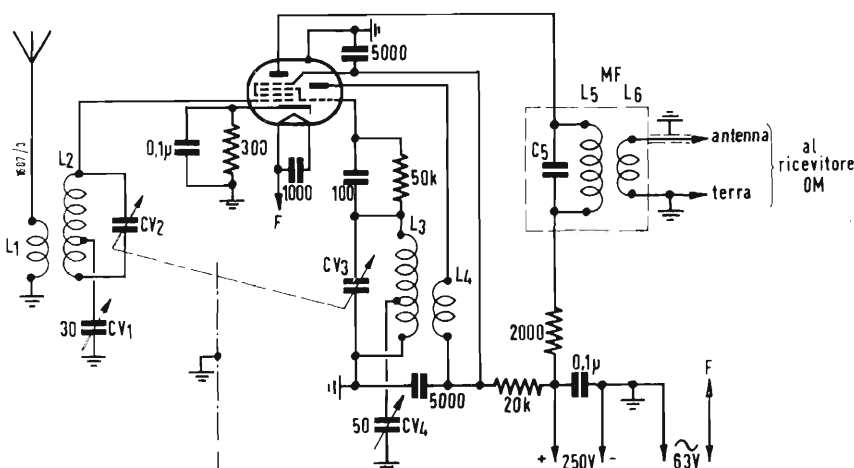 5000
MF
L5 L6
C5
antenna
terra
al
ricevitore
OM
1607/3
L1
L2
CV2
30 CV1
0,1μ
300
1000
F
100
50k
L3
L4
CV3
5000
50 CV4
20k
2000
0,1μ
+ 250V -
63V
F